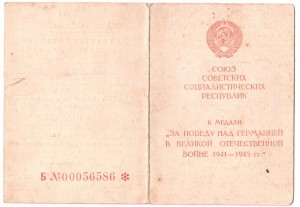 Б №00056586 *
СОЮЗ
СОВЕТСКИХ
СОЦИАЛИСТИЧЕСКИХ
РЕСПУБЛИК
К МЕДАЛИ
„ЗА ПОБЕДУ НАД ГЕРМАНИЕЙ
В ВЕЛИКОЙ ОТЕЧЕСТВЕННОЙ
ВОЙНЕ 1941—1945 гг."